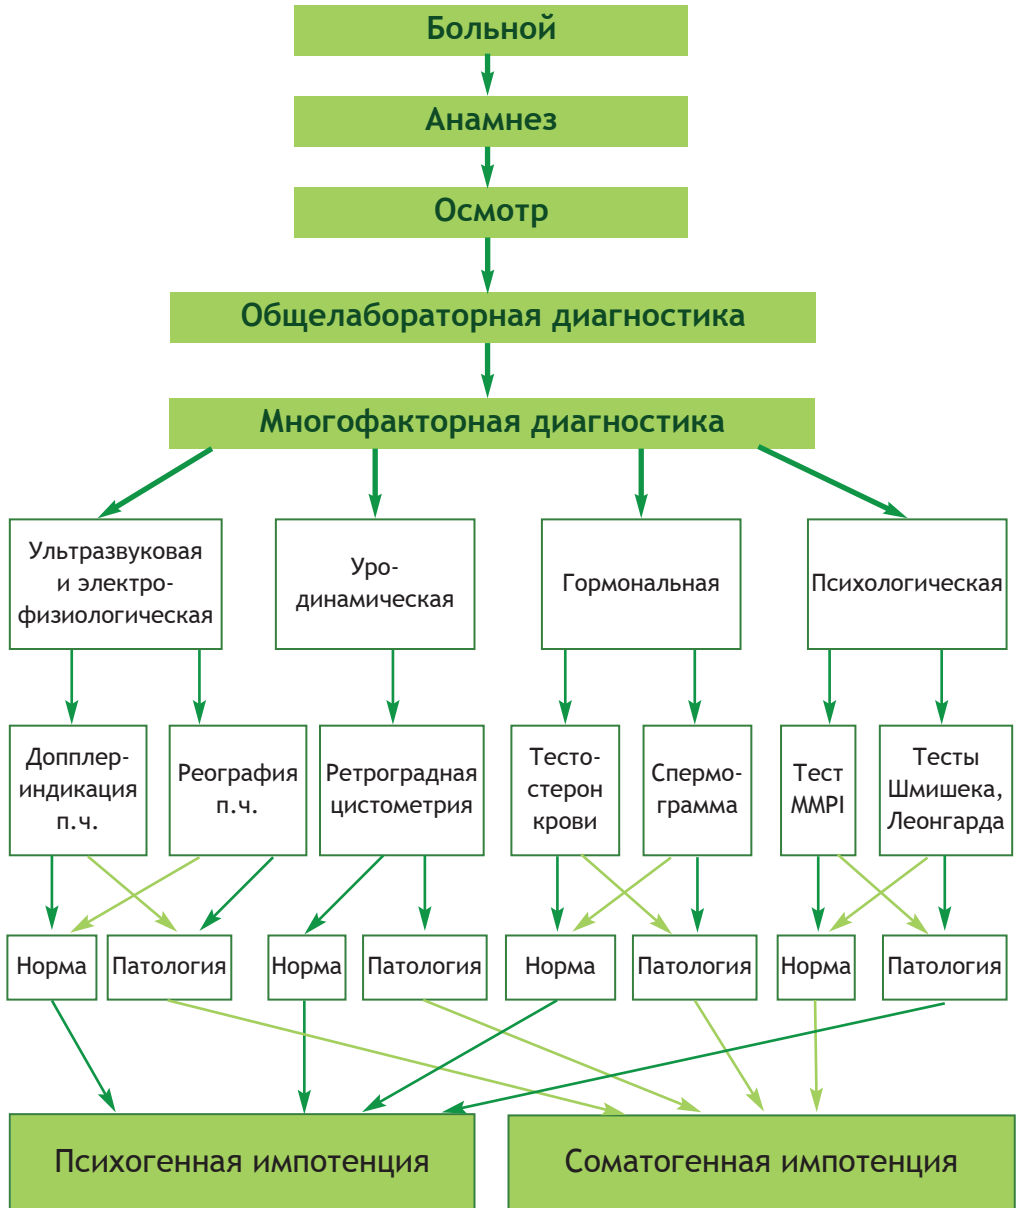 Больной
Анамнез
Осмотр
Общелабораторная диагностика
Многофакторная диагностика
Ультразвуковая
и электро-
физиологическая
Уро-
динамическая
Гормональная
Психологическая
Допплер-
индикация
п.ч.
Реография
п.ч.
Ретроградная
цистометрия
Тесто-
стерон
крови
Спермо-
грамма
Тест
MMPI
Тесты
Шмишека,
Леонгарда
Норма
Патология
Норма
Патология
Норма
Патология
Норма
Патология
Психогенная импотенция
Соматогенная импотенция